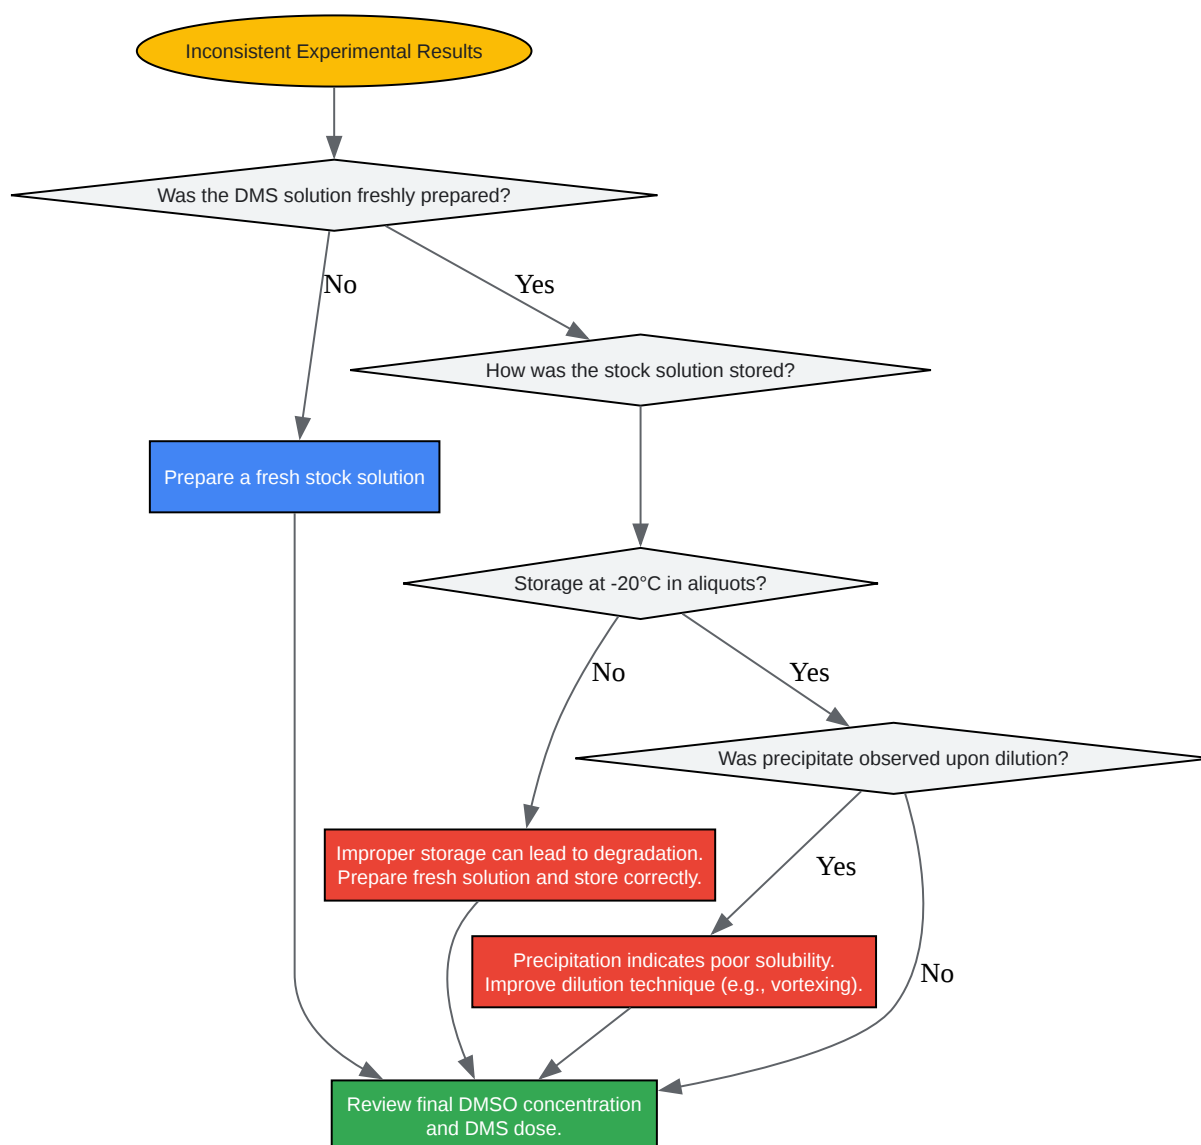 Inconsistent Experimental Results
Was the DMS solution freshly prepared?
No
Yes
How was the stock solution stored?
Prepare a fresh stock solution
Storage at -20°C in aliquots?
No
Yes
Was precipitate observed upon dilution?
Improper storage can lead to degradation.
Prepare fresh solution and store correctly.
Yes
Precipitation indicates poor solubility.
Improve dilution technique (e.g., vortexing).
No
Review final DMSO concentration
and DMS dose.